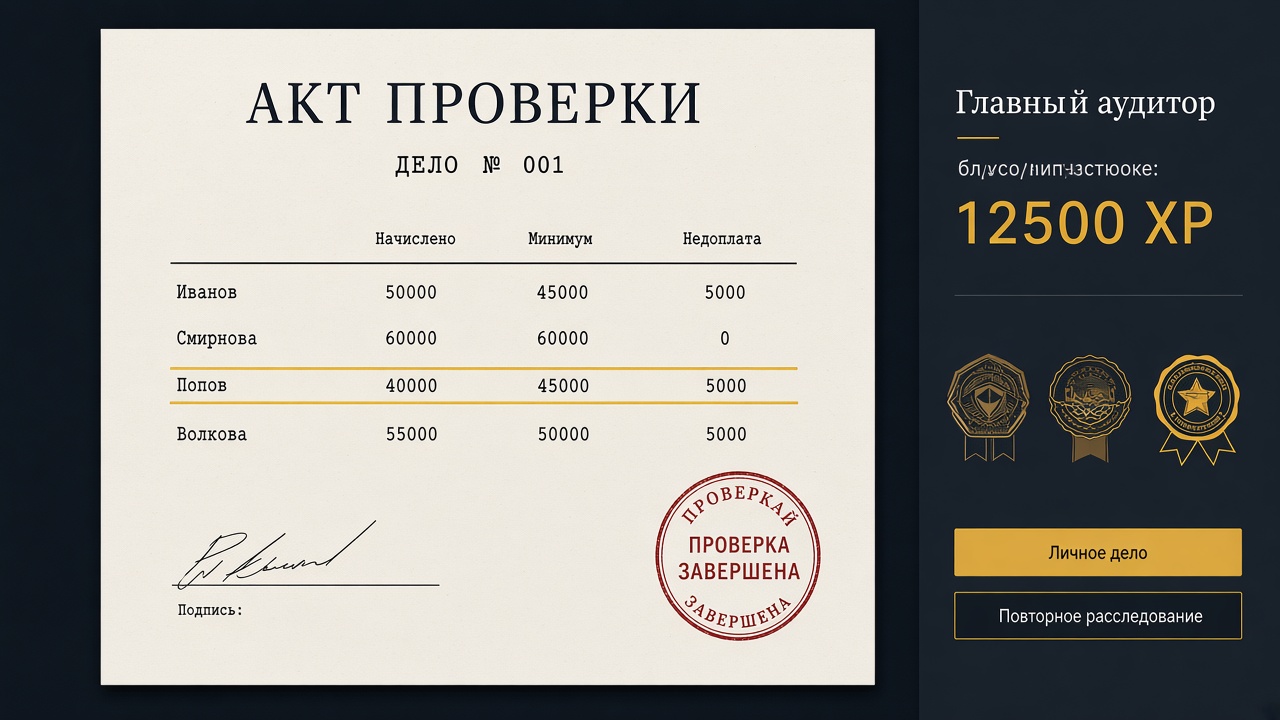 АКТ ПРОВЕРКИ
ДЕЛО № 001
Начислено Минимум Недоплата
Иванов 50000 45000 5000
Смирнова 60000 60000 0
Попов 40000 45000 5000
Волкова 55000 50000 5000
Подпись:
ПРОВЕРКАЙ
ПРОВЕРКА
ЗАВЕРШЕНА
ЗАВЕРШЕНА
Главный аудитор
12500 XP
Личное дело
Повторное расследование